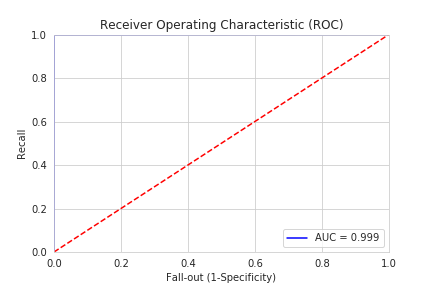 Receiver Operating Characteristic (ROC)
1.0
0.8
0.6
0.4
0.2
0.0
Recall
AUC = 0.999
0.0 0.2 0.4 0.6 0.8 1.0
Fall-out (1-Specificity)